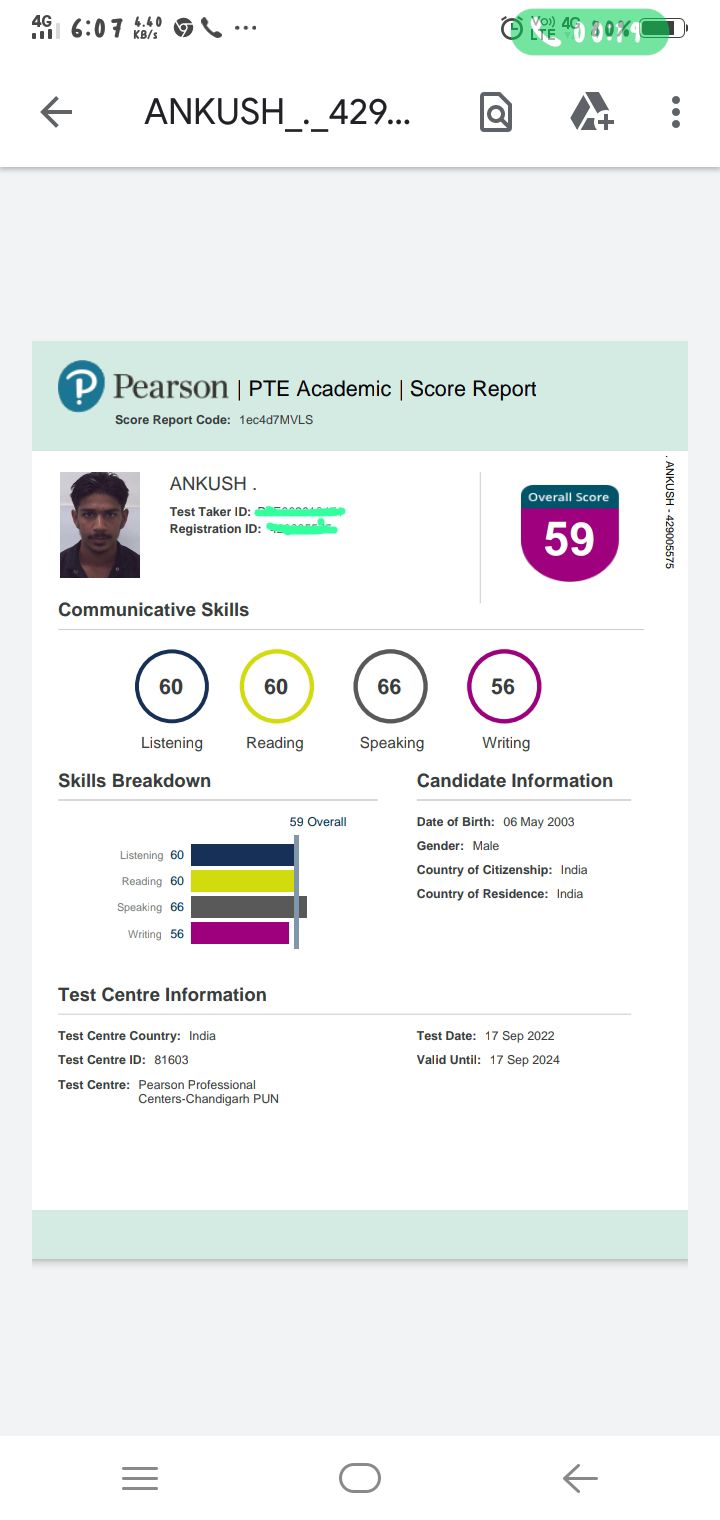 4G 6:07 4.40 KB/s ... Vo)) LTE 4G 80%
ANKUSH_._429...
Pearson | PTE Academic | Score Report
Score Report Code: 1ec4d7MVLS
ANKUSH .
Test Taker ID:
Registration ID:
Overall Score
59
. ANKUSH - 429005575
Communicative Skills
60 60 66 56
Listening Reading Speaking Writing
Skills Breakdown
59 Overall
Listening 60
Reading 60
Speaking 66
Writing 56
Candidate Information
Date of Birth: 06 May 2003
Gender: Male
Country of Citizenship: India
Country of Residence: India
Test Centre Information
Test Centre Country: India
Test Centre ID: 81603
Test Centre: Pearson Professional
Centers-Chandigarh PUN
Test Date: 17 Sep 2022
Valid Until: 17 Sep 2024